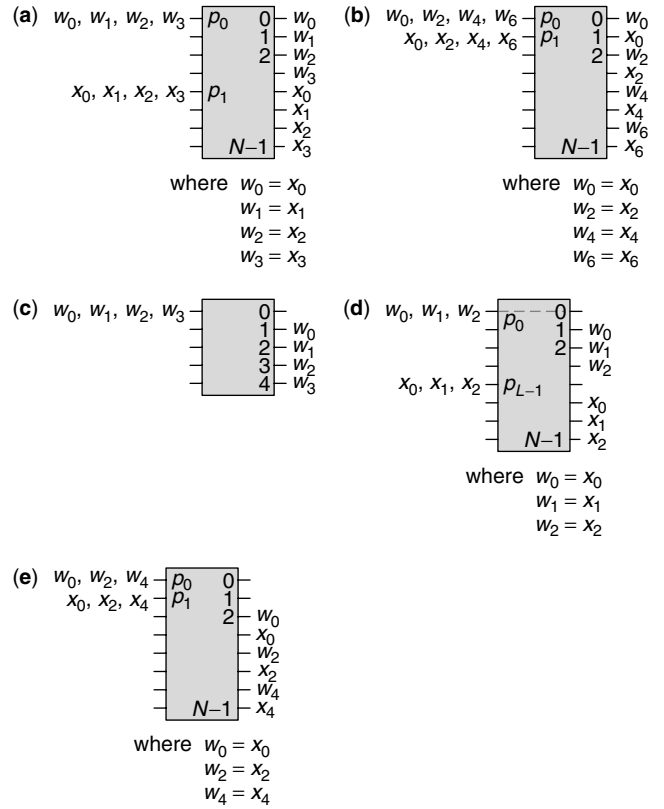 (a) w₀, w₁, w₂, w₃ p₀ 0 w₀
1 w₁
2 w₂
w₃
x₀, x₁, x₂, x₃ p₁ x₀
x₁
x₂
N–1 x₃
where w₀ = x₀
w₁ = x₁
w₂ = x₂
w₃ = x₃
(b) w₀, w₂, w₄, w₆ p₀ 0 w₀
x₀, x₂, x₄, x₆ p₁ 1 x₀
2 w₂
x₂
w₄
x₄
w₆
N–1 x₆
where w₀ = x₀
w₂ = x₂
w₄ = x₄
w₆ = x₆
(c) w₀, w₁, w₂, w₃ 0
1 w₀
2 w₁
3 w₂
4 w₃
(d) w₀, w₁, w₂ p₀ 0
1 w₀
2 w₁
w₂
x₀, x₁, x₂ p_{L–1}
x₀
x₁
N–1 x₂
where w₀ = x₀
w₁ = x₁
w₂ = x₂
(e) w₀, w₂, w₄ p₀ 0
x₀, x₂, x₄ p₁ 1
2 w₀
x₀
w₂
x₂
w₄
N–1 x₄
where w₀ = x₀
w₂ = x₂
w₄ = x₄